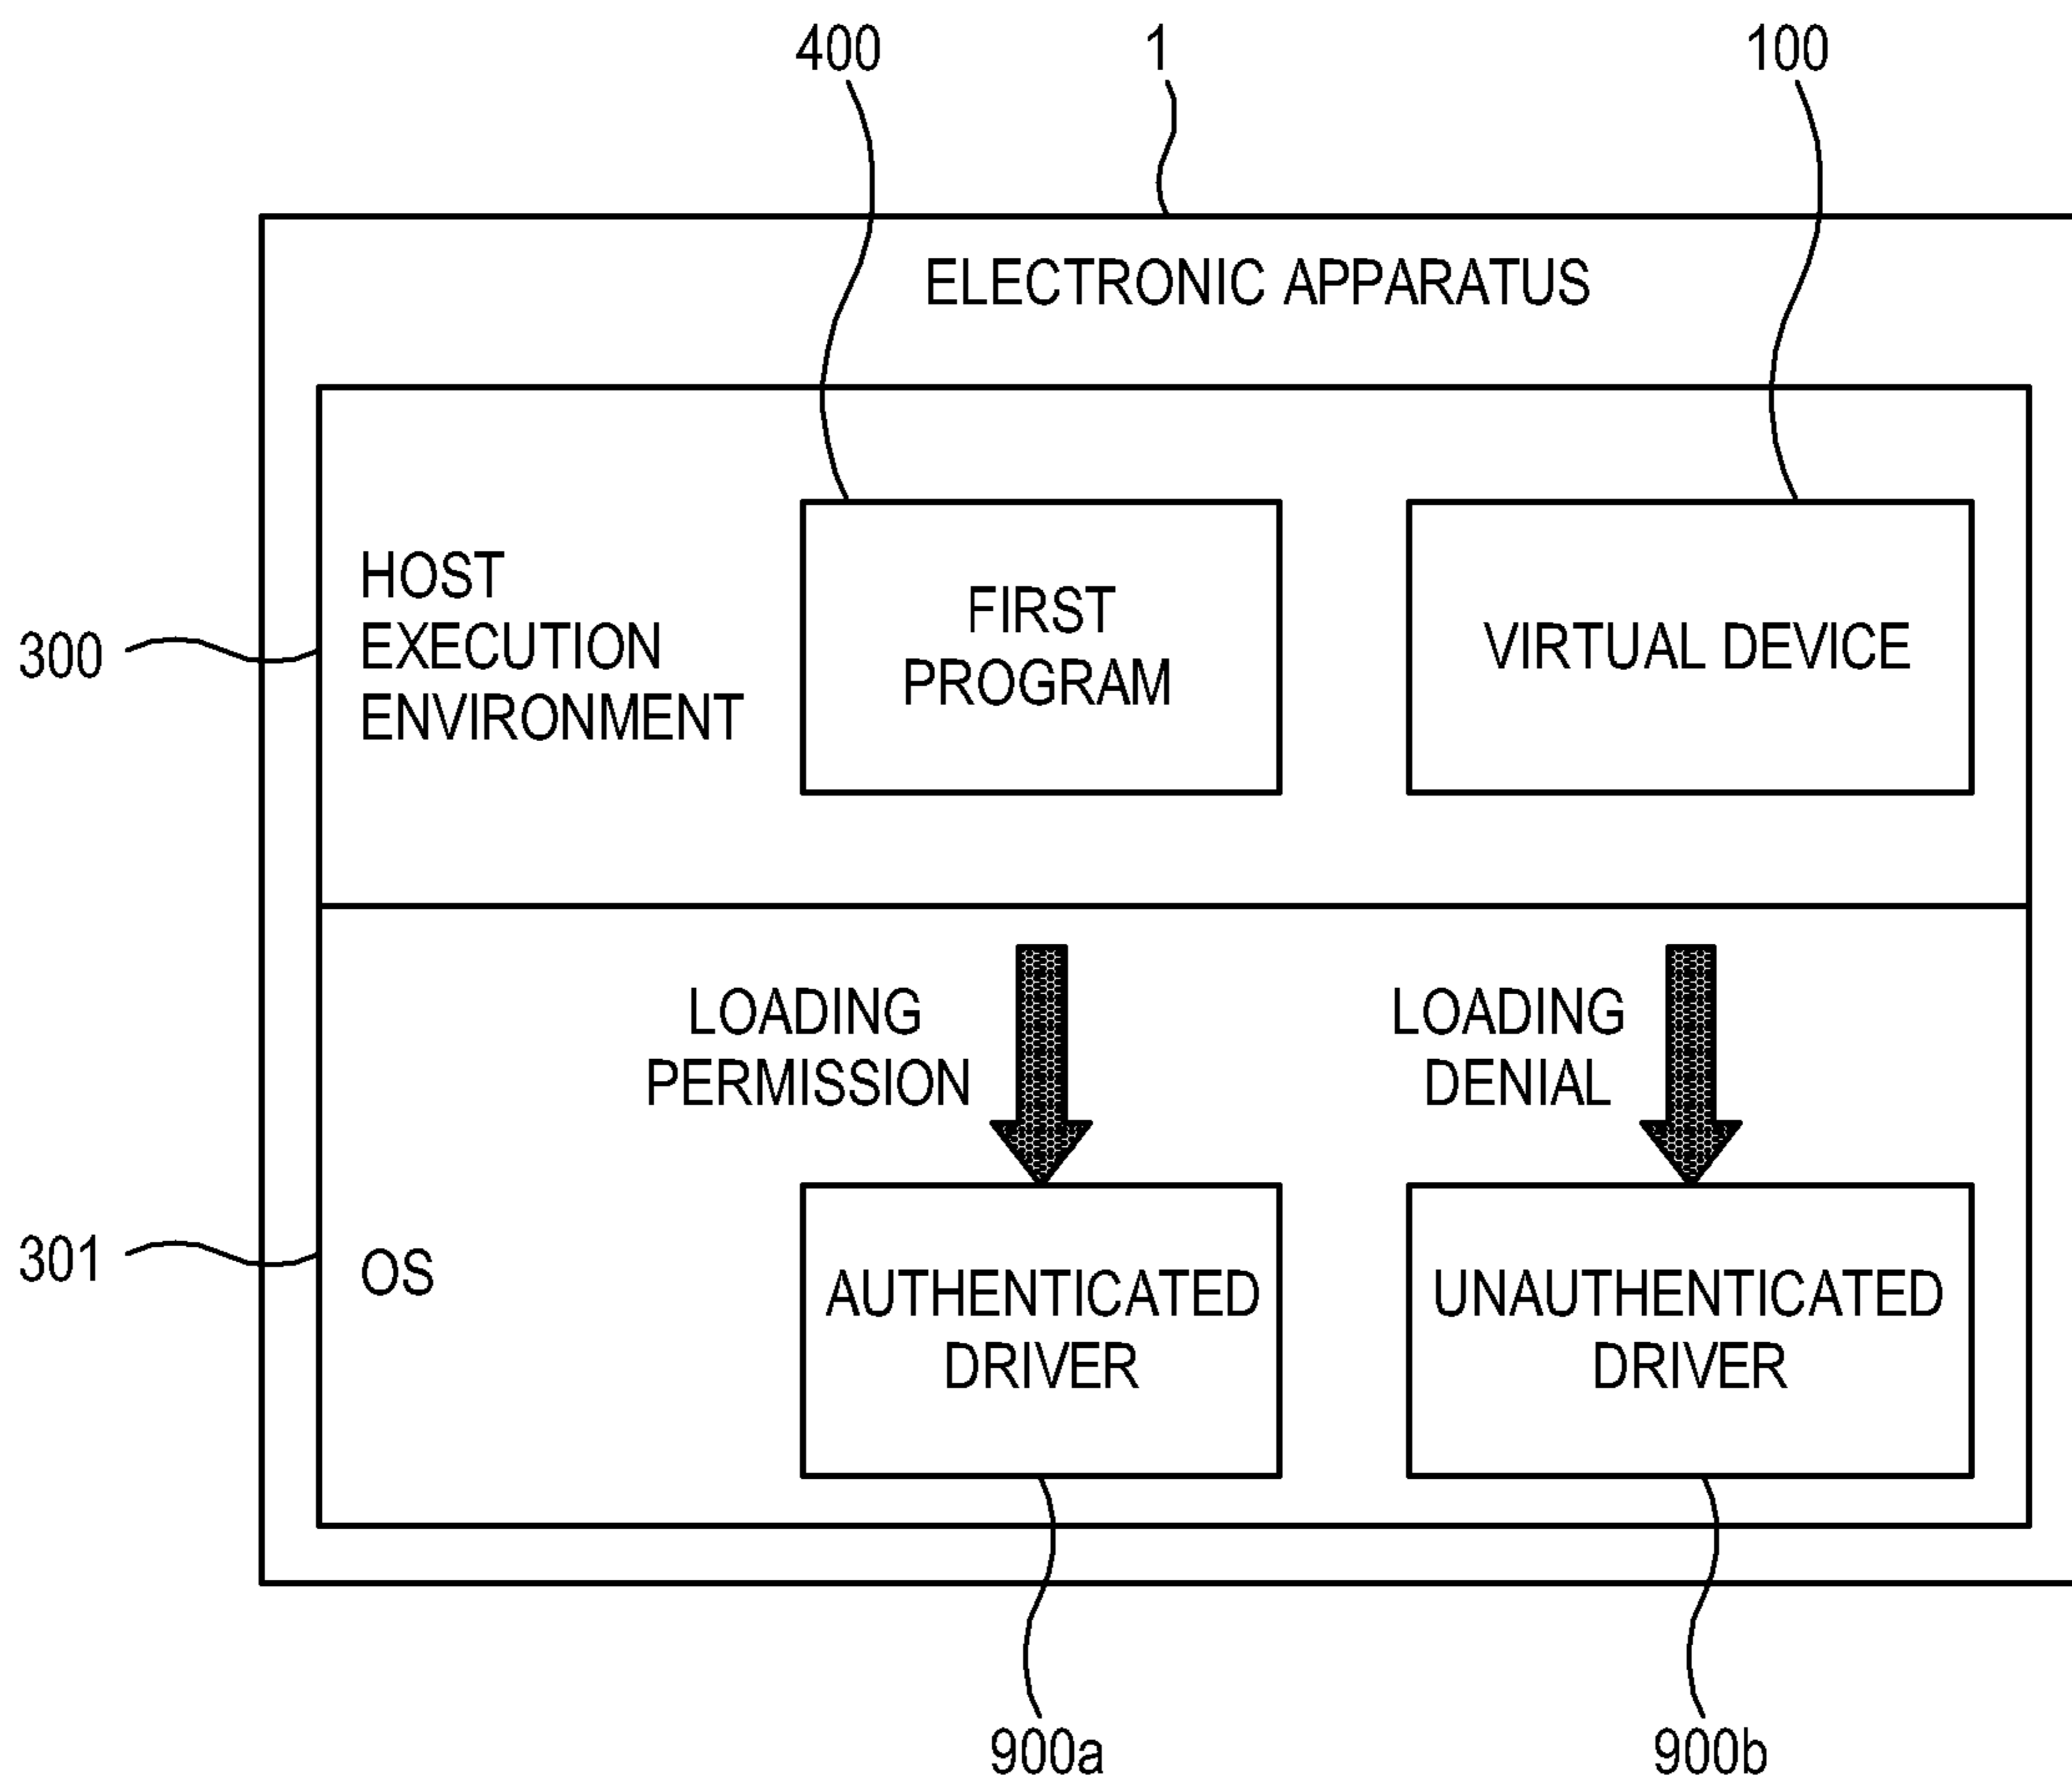 400
1
100
ELECTRONIC APPARATUS
HOST
EXECUTION
ENVIRONMENT
300
FIRST
PROGRAM
VIRTUAL DEVICE
LOADING
PERMISSION
LOADING
DENIAL
301
OS
AUTHENTICATED
DRIVER
UNAUTHENTICATED
DRIVER
900a
900b